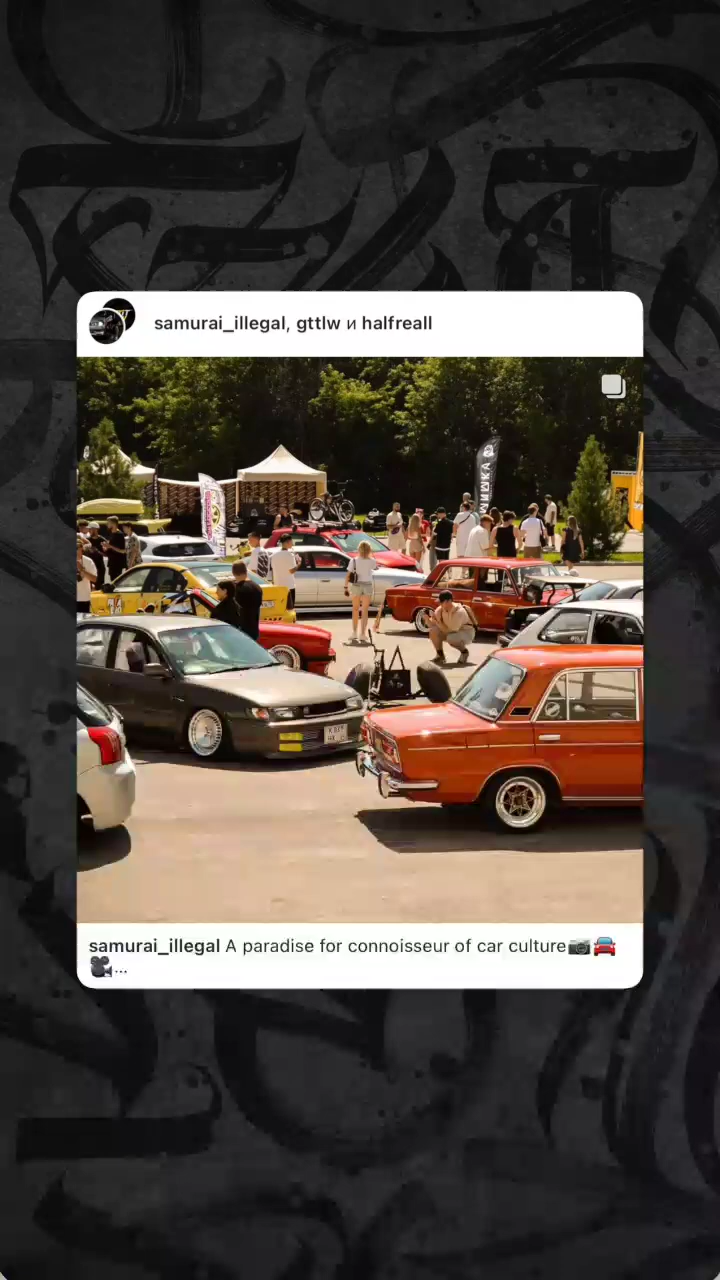 samurai_illegal, gttlw и halfreall
samurai_illegal A paradise for connoisseur of car culture📷🚘
🎥...